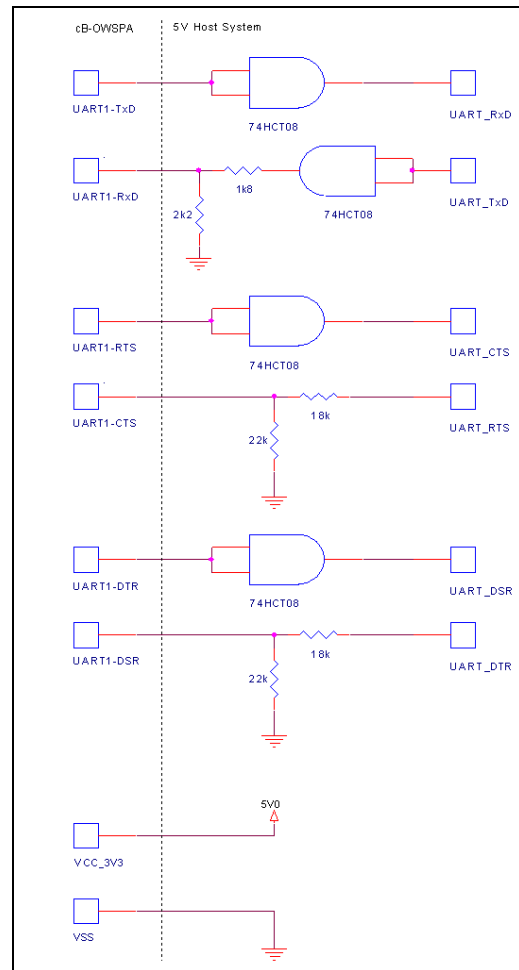 cB-OWSPA
5V Host System
UART1-TxD
74HCT08
UART_RxD
UART1-RxD
2k2
1k8
74HCT08
UART_TxD
UART1-RTS
74HCT08
UART_CTS
UART1-CTS
22k
18k
UART_RTS
UART1-DTR
74HCT08
UART_DSR
UART1-DSR
22k
18k
UART_DTR
5V0
VCC_3V3
VSS